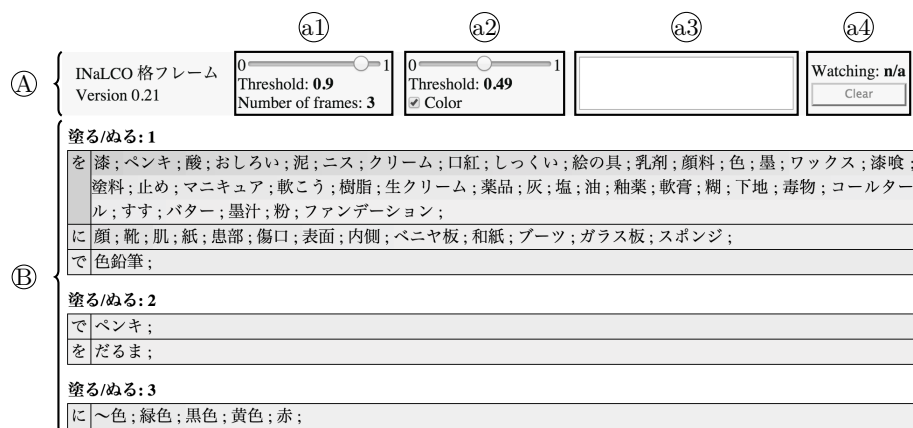 ⓐ1 ⓐ2 ⓐ3 ⓐ4
Ⓐ
INaLCO 格フレーム
Version 0.21
0 1
Threshold: 0.9
Number of frames: 3
0 1
Threshold: 0.49
Color
Watching: n/a
Clear
Ⓑ
塗る/ぬる: 1
を 漆 ; ペンキ ; 酸 ; おしろい ; 泥 ; ニス ; クリーム ; 口紅 ; しっくい ; 絵の具 ; 乳剤 ; 顔料 ; 色 ; 墨 ; ワックス ; 漆喰 ;
塗料 ; 止め ; マニキュア ; 軟こう ; 樹脂 ; 生クリーム ; 薬品 ; 灰 ; 塩 ; 油 ; 釉薬 ; 軟膏 ; 糊 ; 下地 ; 毒物 ; コールター
ル ; すす ; バター ; 墨汁 ; 粉 ; ファンデーション ;
に 顔 ; 靴 ; 肌 ; 紙 ; 患部 ; 傷口 ; 表面 ; 内側 ; ベニヤ板 ; 和紙 ; ブーツ ; ガラス板 ; スポンジ ;
で 色鉛筆 ;
塗る/ぬる: 2
で ペンキ ;
を だるま ;
塗る/ぬる: 3
に 〜色 ; 緑色 ; 黒色 ; 黄色 ; 赤 ;